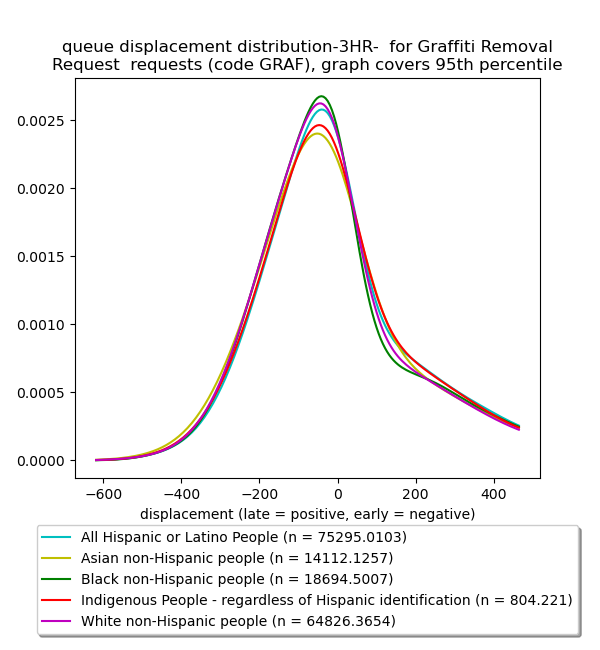 queue displacement distribution-3HR-  for Graffiti Removal
Request  requests (code GRAF), graph covers 95th percentile
0.0025
0.0020
0.0015
0.0010
0.0005
0.0000
−600 −400 −200 0 200 400
displacement (late = positive, early = negative)
All Hispanic or Latino People (n = 75295.0103)
Asian non-Hispanic people (n = 14112.1257)
Black non-Hispanic people (n = 18694.5007)
Indigenous People - regardless of Hispanic identification (n = 804.221)
White non-Hispanic people (n = 64826.3654)